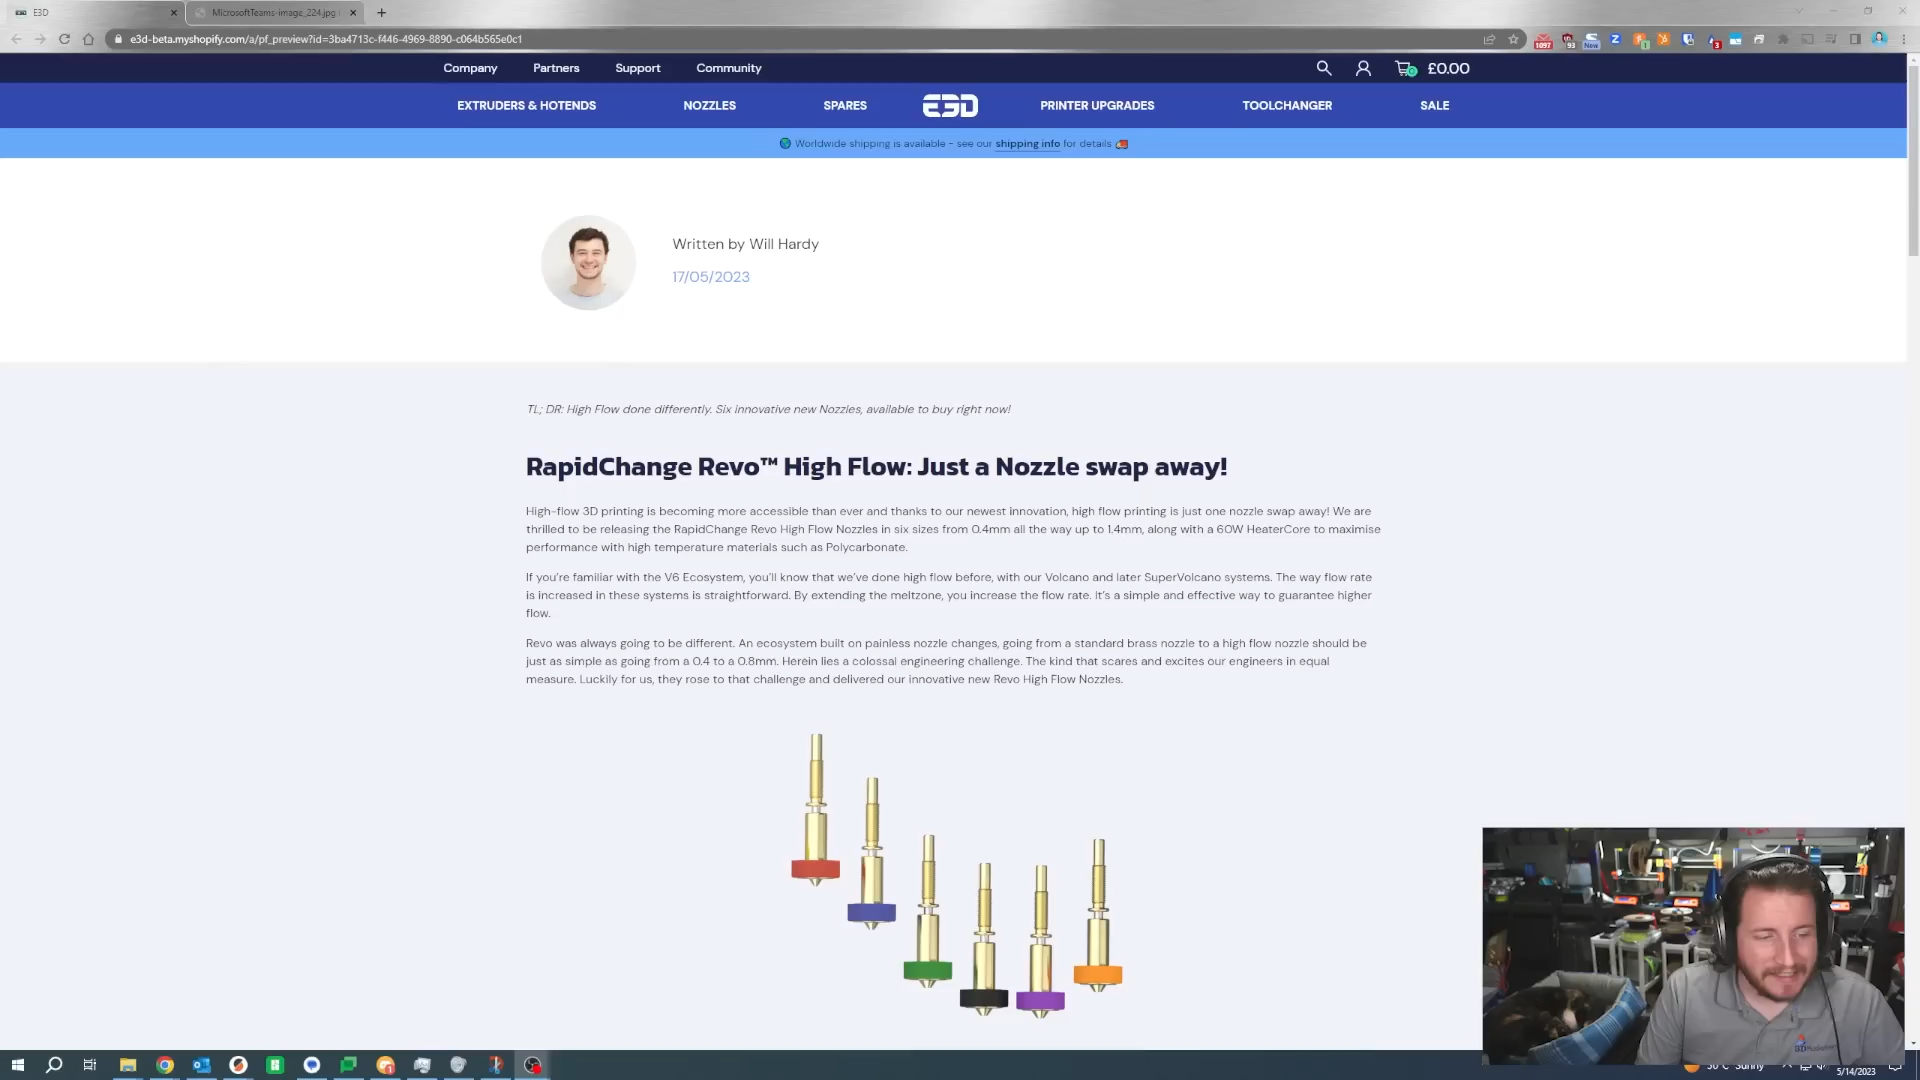 E3D
MicrosoftTeams-image_224.jpg
e3d-beta.myshopify.com/a/pf_preview?id=3ba4713c-f446-4969-8890-c064b565e0c1
1097
93
New
3
Company Partners Support Community £0.00
EXTRUDERS & HOTENDS NOZZLES SPARES E3D PRINTER UPGRADES TOOLCHANGER SALE
Worldwide shipping is available - see our shipping info for details
Written by Will Hardy
17/05/2023
TL; DR: High Flow done differently. Six innovative new Nozzles, available to buy right now!
RapidChange Revo™ High Flow: Just a Nozzle swap away!
High-flow 3D printing is becoming more accessible than ever and thanks to our newest innovation, high flow printing is just one nozzle swap away! We are
thrilled to be releasing the RapidChange Revo High Flow Nozzles in six sizes from 0.4mm all the way up to 1.4mm, along with a 60W HeaterCore to maximise
performance with high temperature materials such as Polycarbonate.
If you’re familiar with the V6 Ecosystem, you’ll know that we’ve done high flow before, with our Volcano and later SuperVolcano systems. The way flow rate
is increased in these systems is straightforward. By extending the meltzone, you increase the flow rate. It’s a simple and effective way to guarantee higher
flow.
Revo was always going to be different. An ecosystem built on painless nozzle changes, going from a standard brass nozzle to a high flow nozzle should be
just as simple as going from a 0.4 to a 0.8mm. Herein lies a colossal engineering challenge. The kind that scares and excites our engineers in equal
measure. Luckily for us, they rose to that challenge and delivered our innovative new Revo High Flow Nozzles.
Sunny
5/14/2023